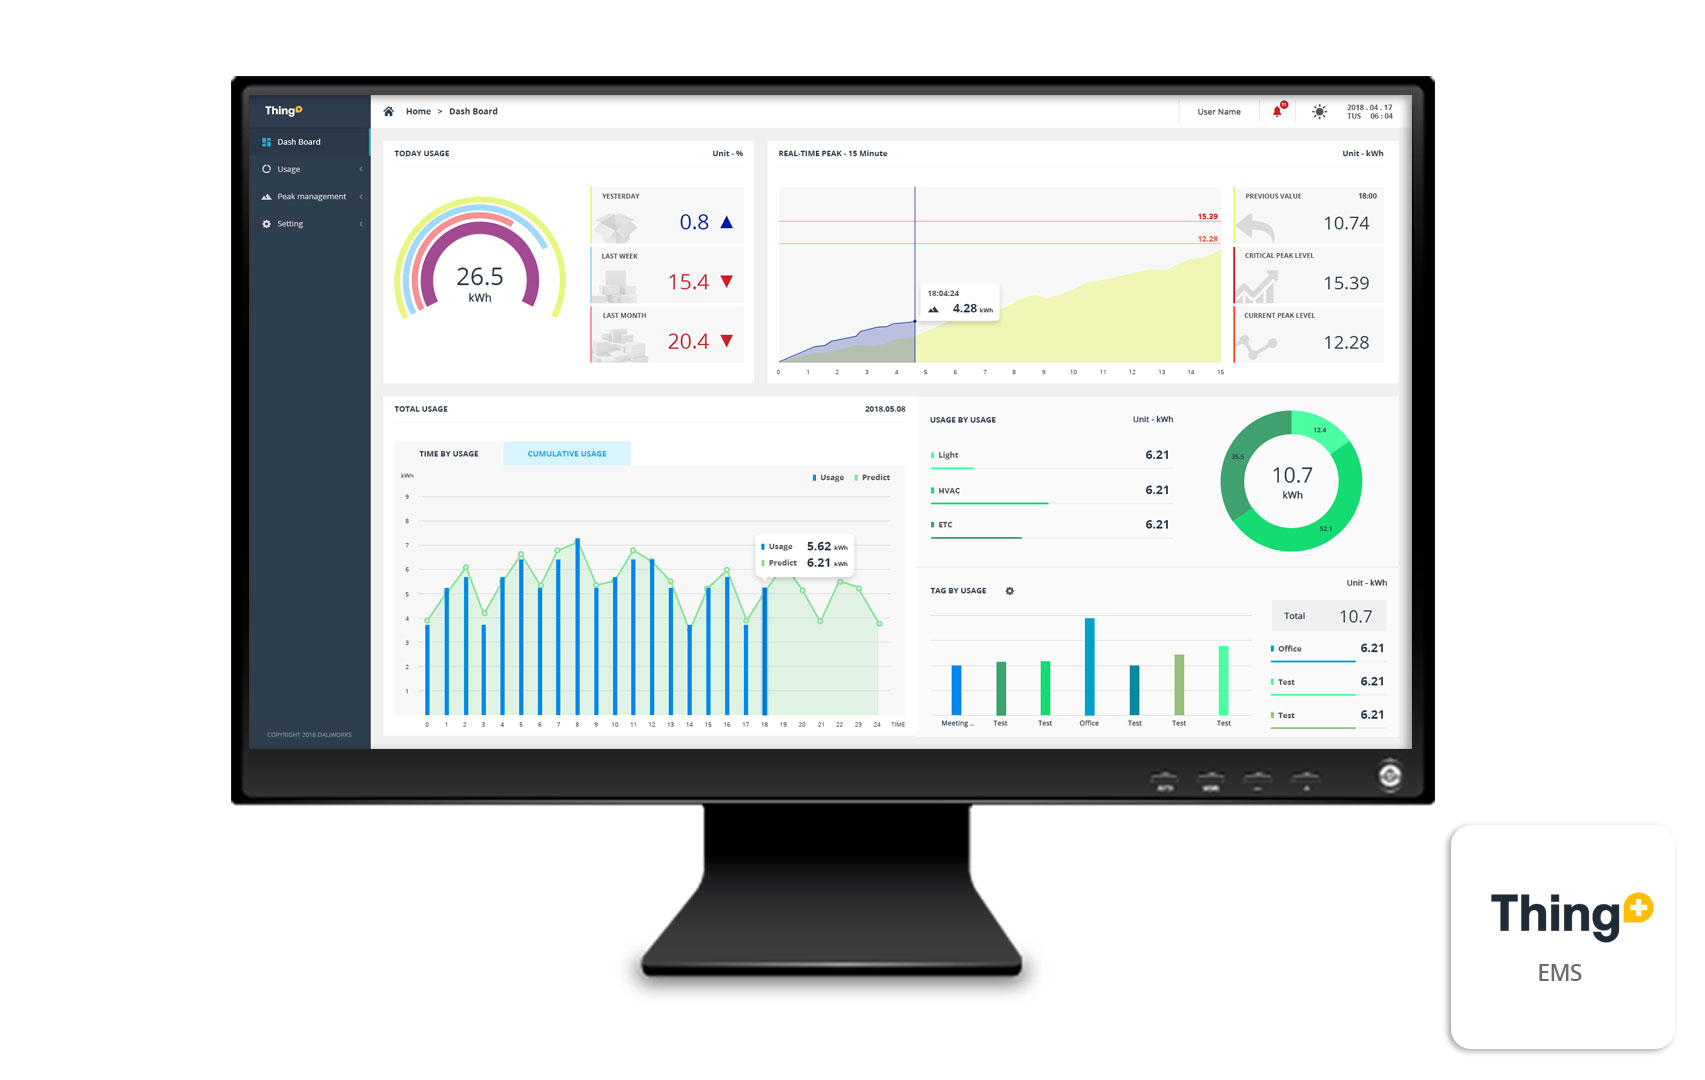 Thing+
Home > Dash Board
User Name
11
2018 . 04 . 17
TUS 06 : 04
Dash Board
Usage
Peak management
Setting
COPYRIGHT 2018 DALIWORKS
TODAY USAGE Unit - %
26.5
kWh
YESTERDAY
0.8
LAST WEEK
15.4
LAST MONTH
20.4
REAL-TIME PEAK - 15 Minute Unit - kWh
15.39
12.28
18:04:24
4.28 kWh
0 1 2 3 4 5 6 7 8 9 10 11 12 13 14 15
PREVIOUS VALUE 18:00
10.74
CRITICAL PEAK LEVEL
15.39
CURRENT PEAK LEVEL
12.28
TOTAL USAGE 2018.05.08
TIME BY USAGE CUMULATIVE USAGE
kWh
Usage Predict
9
8
7
6
5
4
3
2
1
Usage 5.62 kWh
Predict 6.21 kWh
0 1 2 3 4 5 6 7 8 9 10 11 12 13 14 15 16 17 18 19 20 21 22 23 24 TIME
USAGE BY USAGE Unit - kWh
Light 6.21
HVAC 6.21
ETC 6.21
12.4
35.5
52.1
10.7
kWh
TAG BY USAGE Unit - kWh
Meeting .. Test Test Office Test Test Test
Total 10.7
Office 6.21
Test 6.21
Test 6.21
Thing+
EMS